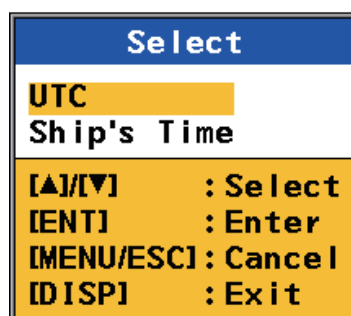 Select
UTC
Ship's Time
[▲]/[▼] :Select
[ENT] :Enter
[MENU/ESC]:Cancel
[DISP] :Exit